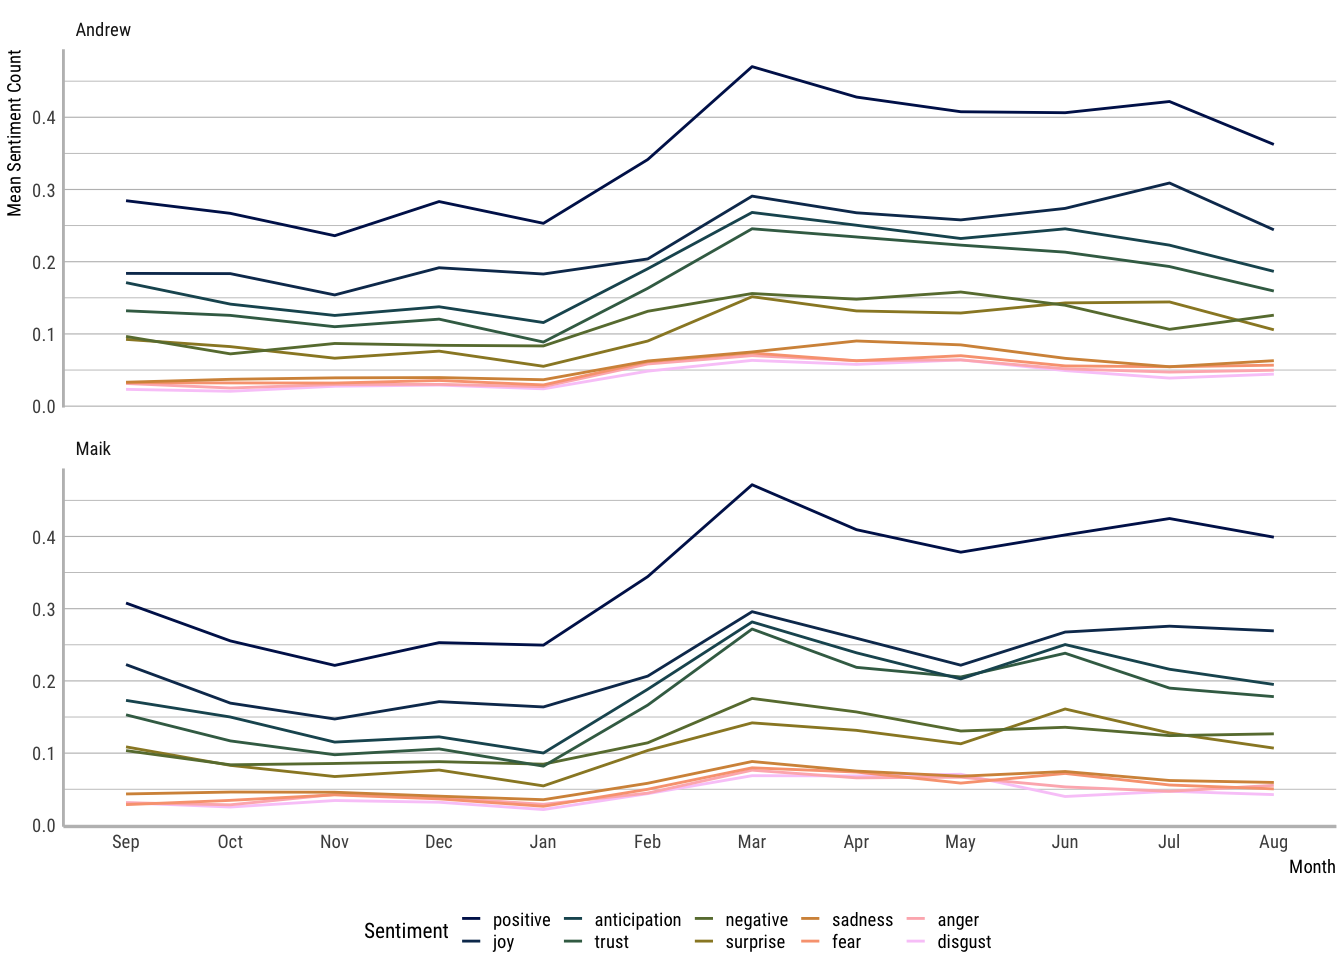 Andrew
Mean Sentiment Count
0.4
0.3
0.2
0.1
0.0
Maik
0.4
0.3
0.2
0.1
0.0
Sep Oct Nov Dec Jan Feb Mar Apr May Jun Jul Aug
Month
Sentiment
positive anticipation negative sadness anger
joy trust surprise fear disgust